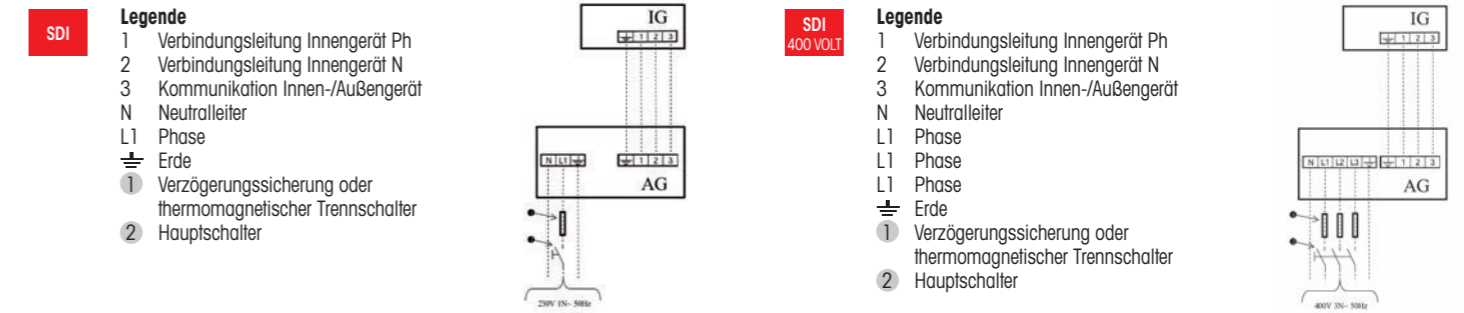 SDI
Legende
1 Verbindungsleitung Innengerät Ph
2 Verbindungsleitung Innengerät N
3 Kommunikation Innen-/Außengerät
N Neutralleiter
L1 Phase
Erde
1 Verzögerungssicherung oder
thermomagnetischer Trennschalter
2 Hauptschalter
IG
1 2 3
N L1 1 2 3
AG
230V 1N~ 50Hz
SDI
400 VOLT
Legende
1 Verbindungsleitung Innengerät Ph
2 Verbindungsleitung Innengerät N
3 Kommunikation Innen-/Außengerät
N Neutralleiter
L1 Phase
L1 Phase
L1 Phase
Erde
1 Verzögerungssicherung oder
thermomagnetischer Trennschalter
2 Hauptschalter
IG
1 2 3
N L1 L2 L3 1 2 3
AG
400V 3N~ 50Hz